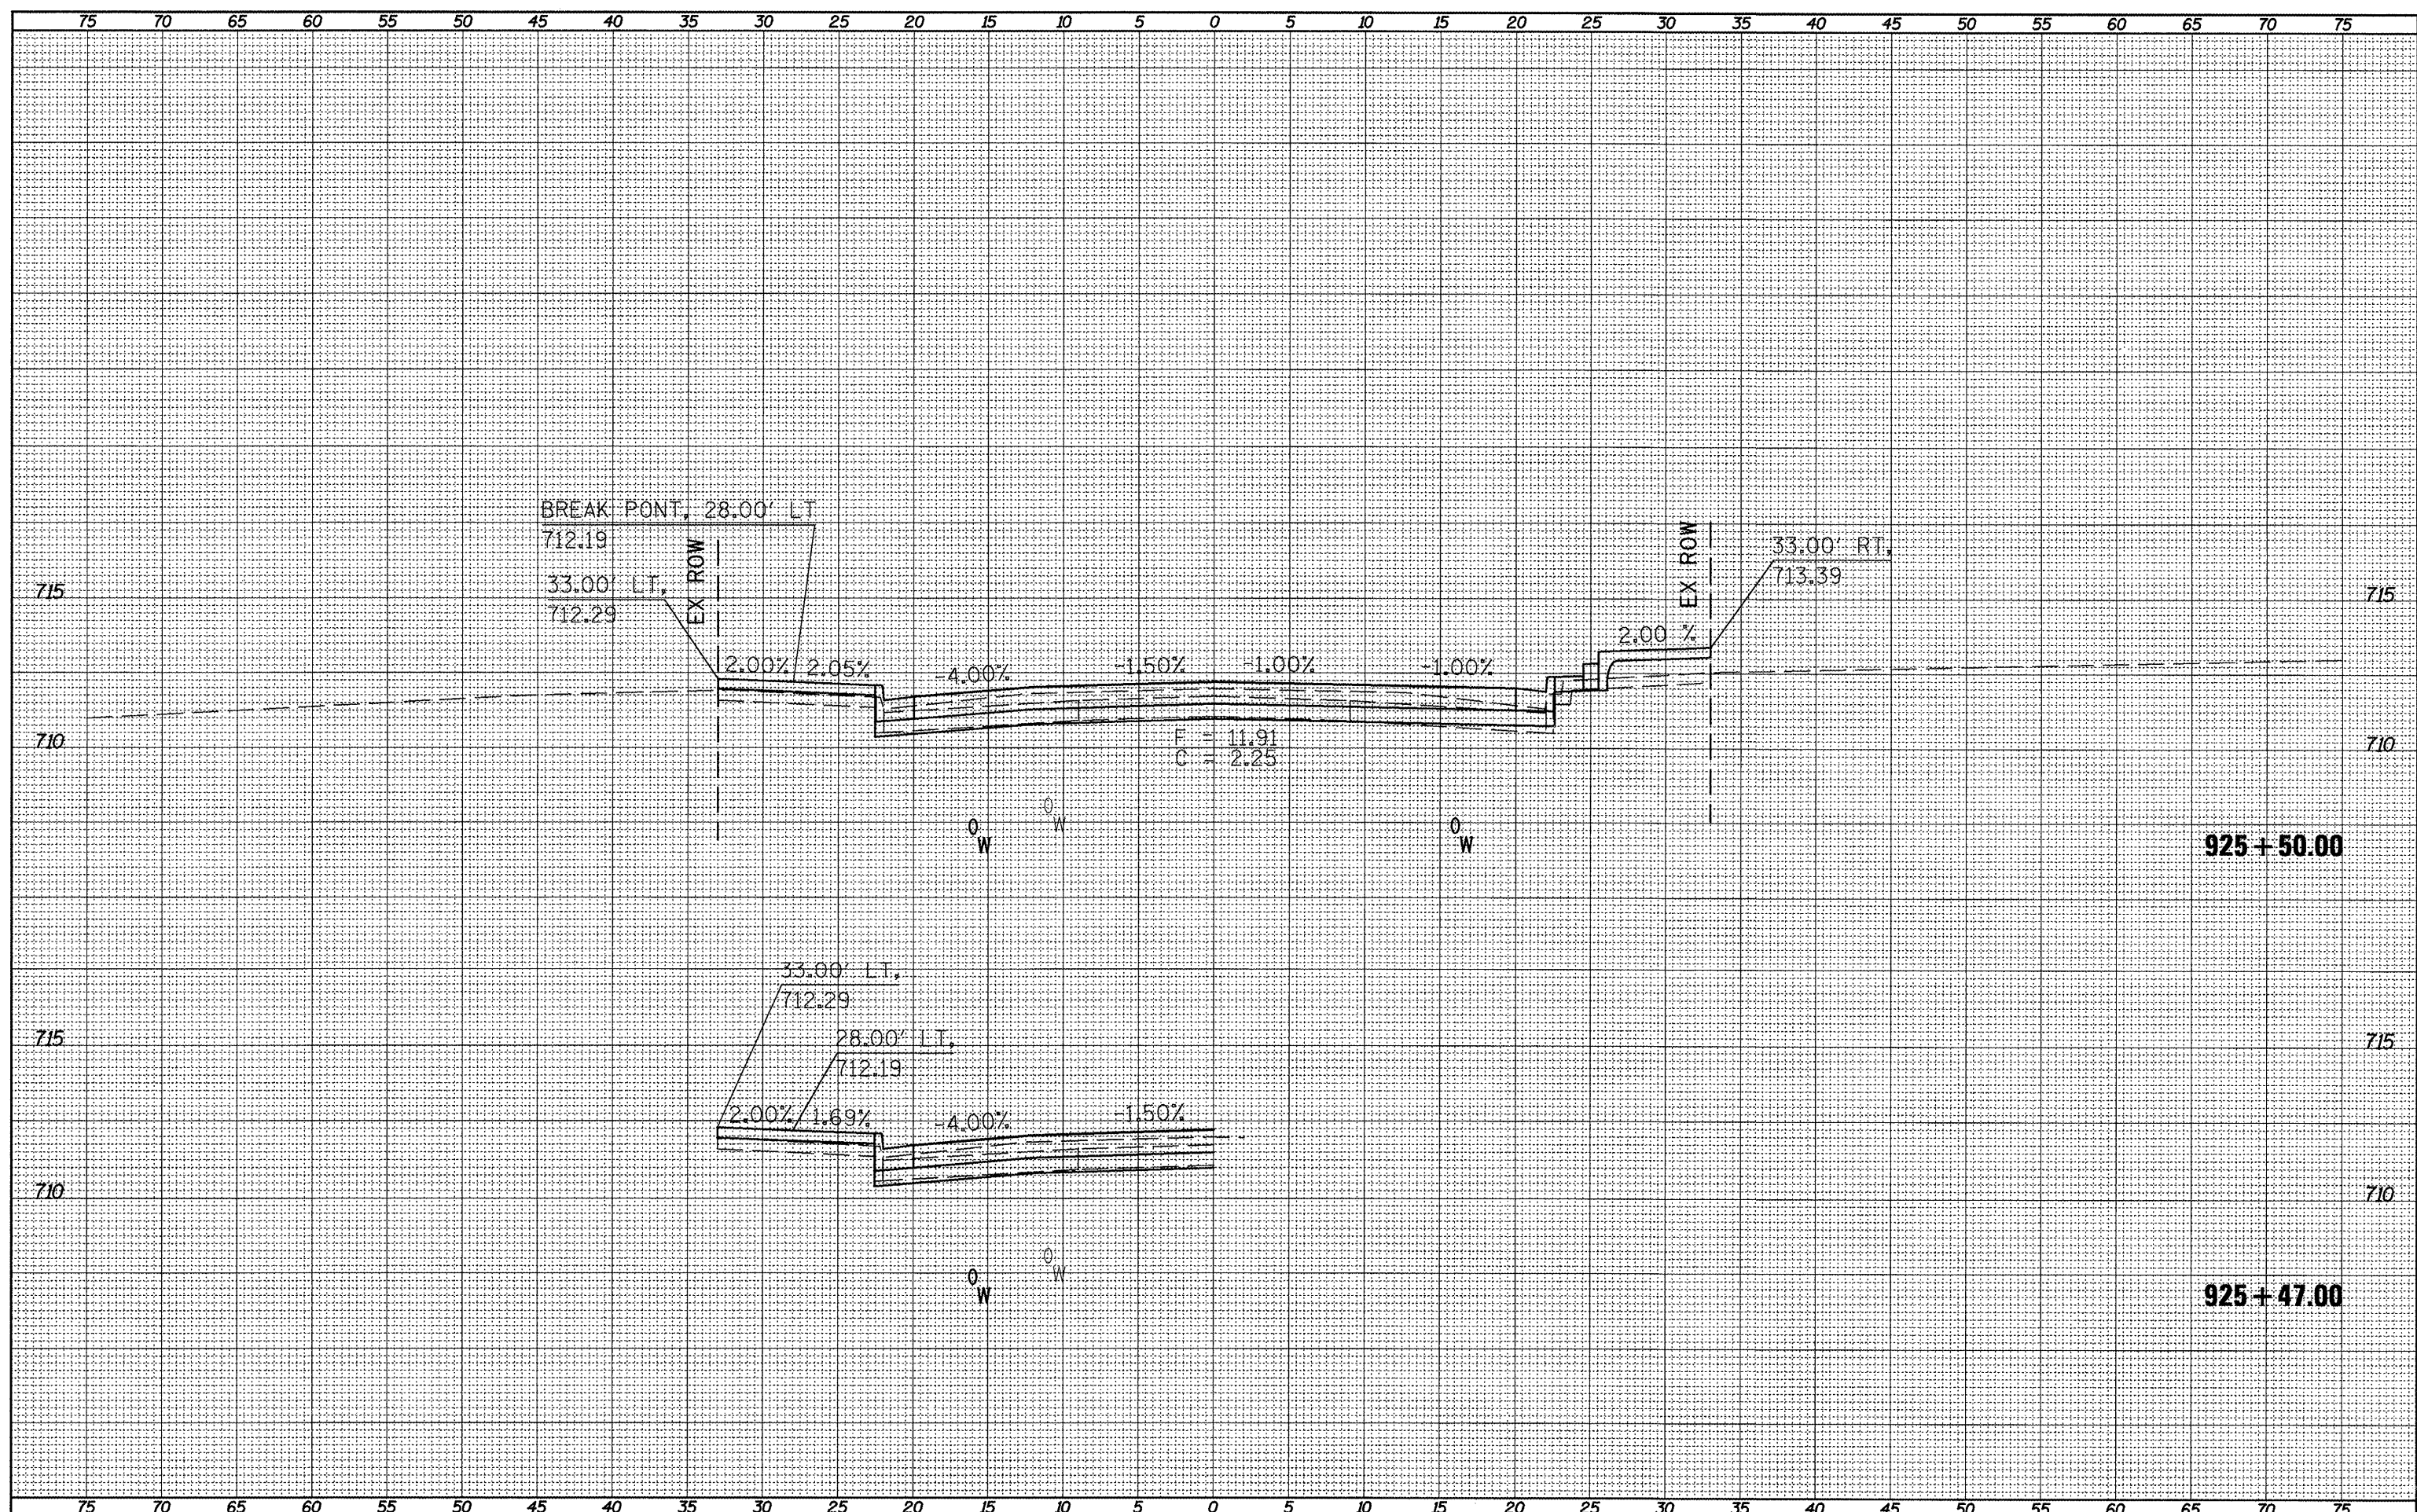 75 70 65 60 55 50 45 40 35 30 25 20 15 10 5 0 5 10 15 20 25 30 35 40 45 50 55 60 65 70 75
BREAK PONT, 28.00' LT
712.19
EX ROW
33.00' LT,
712.29
EX ROW
33.00' RT,
713.39
715 715
2.00% 2.05% -4.00% -1.50% -1.00% -1.00% 2.00 %
710 710
F = 11.91
C = 2.25
0 W
0 W
0 W
925+50.00
33.00' LT,
712.29
715 715
28.00' LT,
712.19
2.00% 1.69% -4.00% -1.50%
710 710
0 W
0 W
925+47.00
75 70 65 60 55 50 45 40 35 30 25 20 15 10 5 0 5 10 15 20 25 30 35 40 45 50 55 60 65 70 75